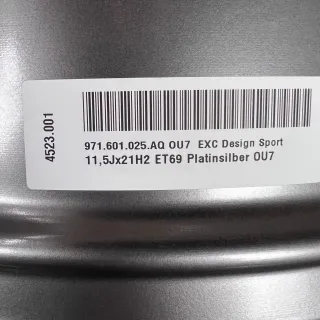 4523.001
971.601.025.AQ OU7 EXC Design Sport
11,5Jx21H2 ET69 Platinsilber OU7